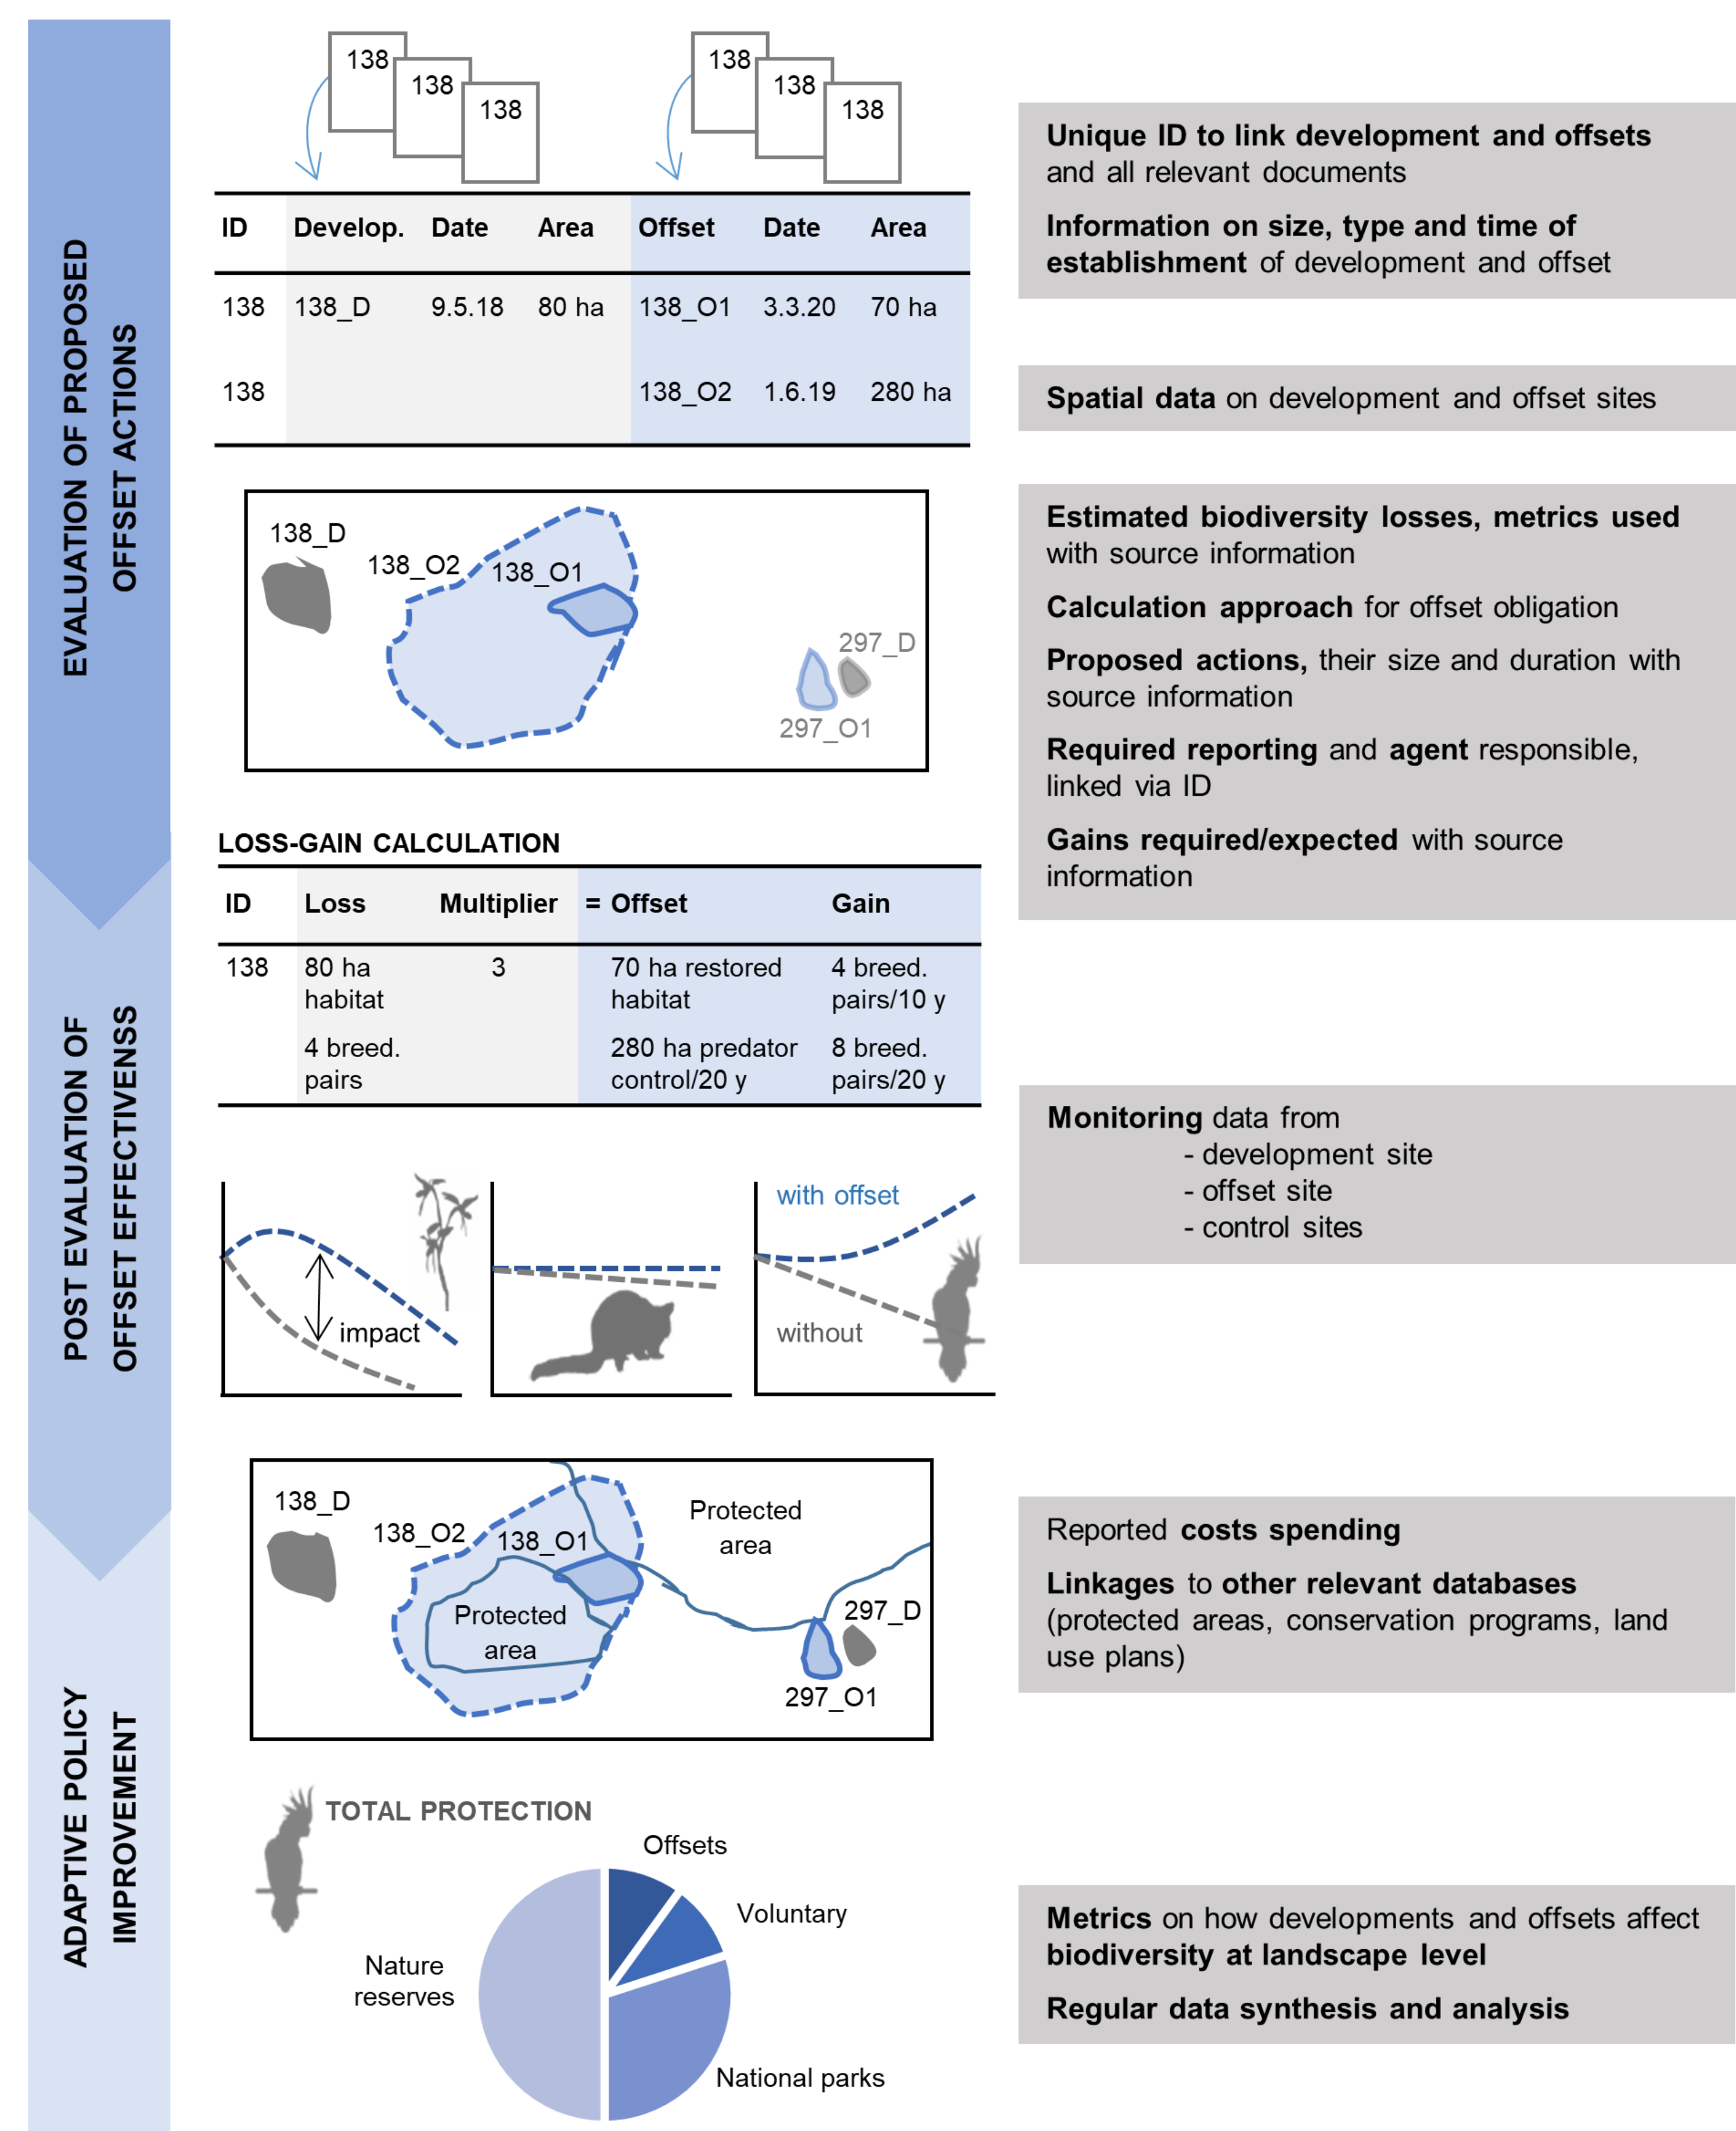 EVALUATION OF PROPOSED
OFFSET ACTIONS
138
138
138
138
138
138
ID Develop. Date Area Offset Date Area
138 138_D 9.5.18 80 ha 138_O1 3.3.20 70 ha
138 138_O2 1.6.19 280 ha
Unique ID to link development and offsets
and all relevant documents
Information on size, type and time of
establishment of development and offset
Spatial data on development and offset sites
138_D
138_O2
138_O1
297_D
297_O1
Estimated biodiversity losses, metrics used
with source information
Calculation approach for offset obligation
Proposed actions, their size and duration with
source information
Required reporting and agent responsible,
linked via ID
Gains required/expected with source
information
POST EVALUATION OF
OFFSET EFFECTIVENSS
LOSS-GAIN CALCULATION
ID Loss Multiplier = Offset Gain
138 80 ha 3 70 ha restored 4 breed.
habitat habitat pairs/10 y
4 breed. 280 ha predator 8 breed.
pairs control/20 y pairs/20 y
impact
with offset
without
Monitoring data from
- development site
- offset site
- control sites
ADAPTIVE POLICY
IMPROVEMENT
138_D
138_O2
138_O1
Protected
area
Protected
area
297_D
297_O1
Reported costs spending
Linkages to other relevant databases
(protected areas, conservation programs, land
use plans)
TOTAL PROTECTION
Offsets
Voluntary
Nature
reserves
National parks
Metrics on how developments and offsets affect
biodiversity at landscape level
Regular data synthesis and analysis